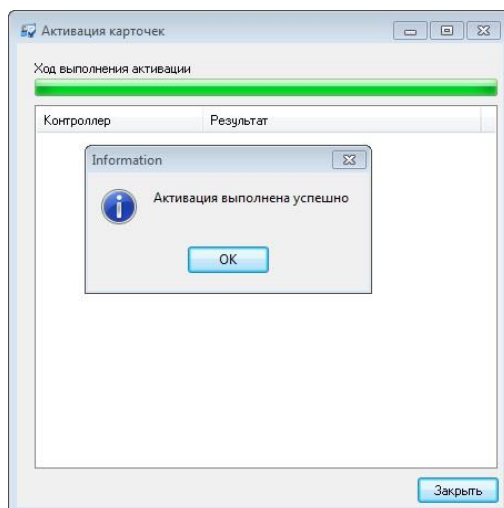 Активация карточек
Ход выполнения активации
Контроллер Результат
Information
Активация выполнена успешно
OK
Закрыть